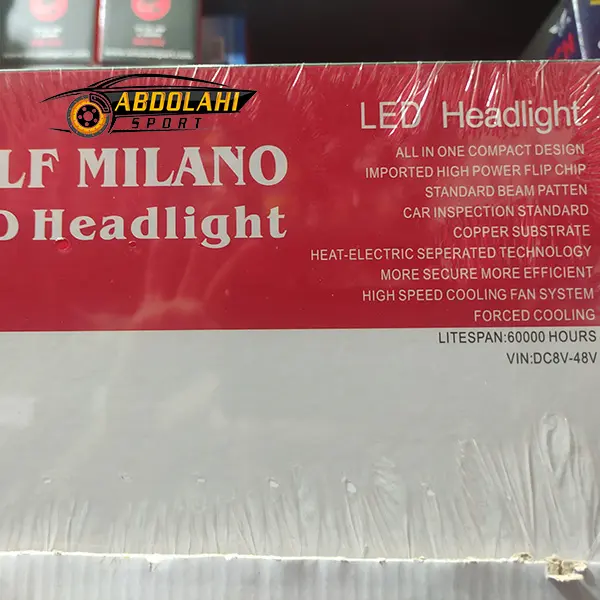 ABDOLAHI
SPORT
LF MILANO
D Headlight
LED Headlight
ALL IN ONE COMPACT DESIGN
IMPORTED HIGH POWER FLIP CHIP
STANDARD BEAM PATTEN
CAR INSPECTION STANDARD
COPPER SUBSTRATE
HEAT-ELECTRIC SEPERATED TECHNOLOGY
MORE SECURE MORE EFFICIENT
HIGH SPEED COOLING FAN SYSTEM
FORCED COOLING
LITESPAN:60000 HOURS
VIN:DC8V-48V